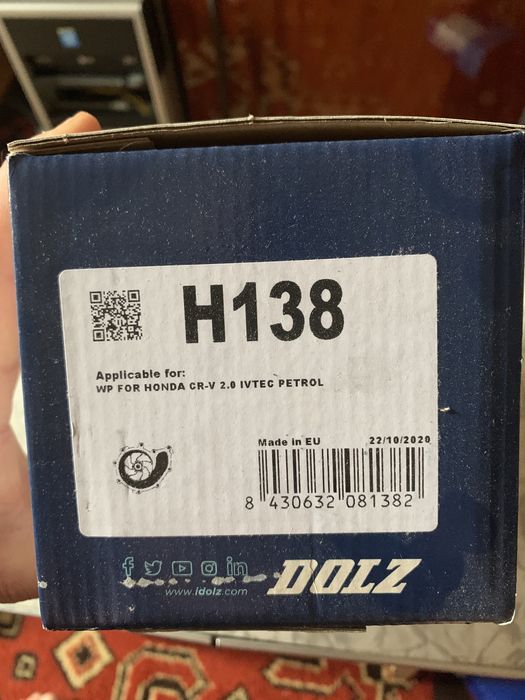 H138
Applicable for:
WP FOR HONDA CR-V 2.0 IVTEC PETROL
Made in EU 22/10/2020
8 430632 081382
www.idolz.com
DOLZ